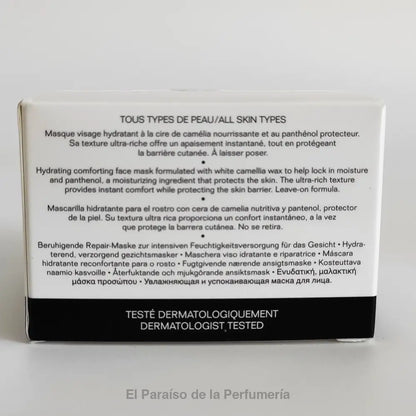 TOUS TYPES DE PEAU/ALL SKIN TYPES
•
Masque visage hydratant à la cire de camélia nourrissante et au panthénol protecteur.
Sa texture ultra-riche offre un apaisement instantané, tout en protégeant
la barrière cutanée. À laisser poser.
•
Hydrating comforting face mask formulated with white camellia wax to help lock in moisture
and panthenol, a moisturizing ingredient that protects the skin. The ultra-rich texture
provides instant comfort while protecting the skin barrier. Leave-on formula.
•
Mascarilla hidratante para el rostro con cera de camelia nutritiva y pantenol, protector
de la piel. Su textura ultra rica proporciona un confort instantáneo, a la vez
que protege la barrera cutánea. No se retira.
•
Beruhigende Repair-Maske zur intensiven Feuchtigkeitsversorgung für das Gesicht • Hydra-
terend, verzorgend gezichtsmasker • Maschera viso idratante e riparatrice • Máscara
hidratante reconfortante para o rosto • Fugtgivende nærende ansigtsmaske • Kosteuttava
naamio kasvoille • Återfuktande och mjukgörande ansiktsmask • Ενυδατική, μαλακτική
μάσκα προσώπου • Увлажняющая и успокаивающая маска для лица.
TESTÉ DERMATOLOGIQUEMENT
DERMATOLOGIST TESTED
El Paraíso de la Perfumería